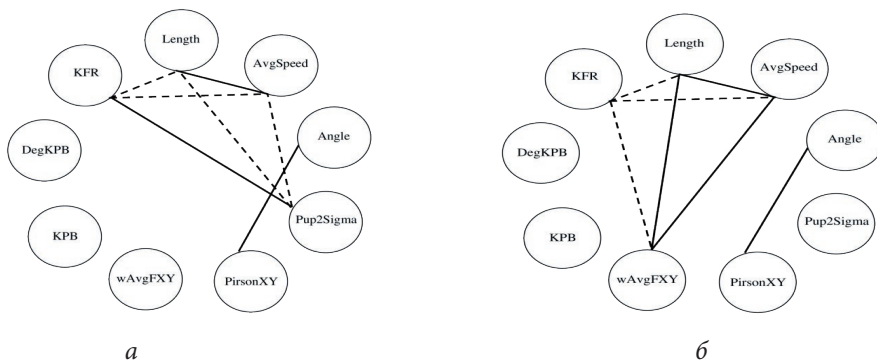 Length
KFR
AvgSpeed
DegKPB
Angle
KPB
Pup2Sigma
wAvgFXY
PirsonXY
а
Length
KFR
AvgSpeed
DegKPB
Angle
KPB
Pup2Sigma
wAvgFXY
PirsonXY
б